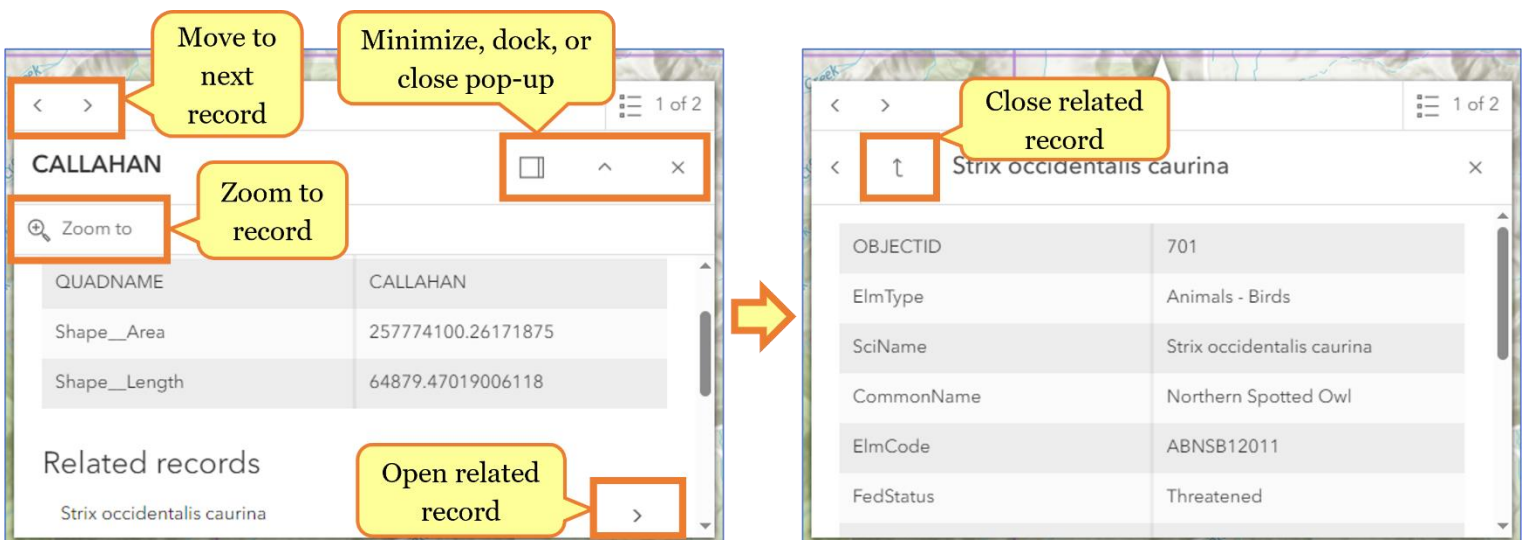 Move to
next
record
Minimize, dock, or
close pop-up
Creek
1 of 2
CALLAHAN
Zoom to
record
Zoom to
QUADNAME CALLAHAN
Shape__Area 257774100.26171875
Shape__Length 64879.47019006118
Related records
Open related
record
Strix occidentalis caurina
Creek
Close related
record
1 of 2
Strix occidentalis caurina
OBJECTID 701
ElmType Animals - Birds
SciName Strix occidentalis caurina
CommonName Northern Spotted Owl
ElmCode ABNSB12011
FedStatus Threatened